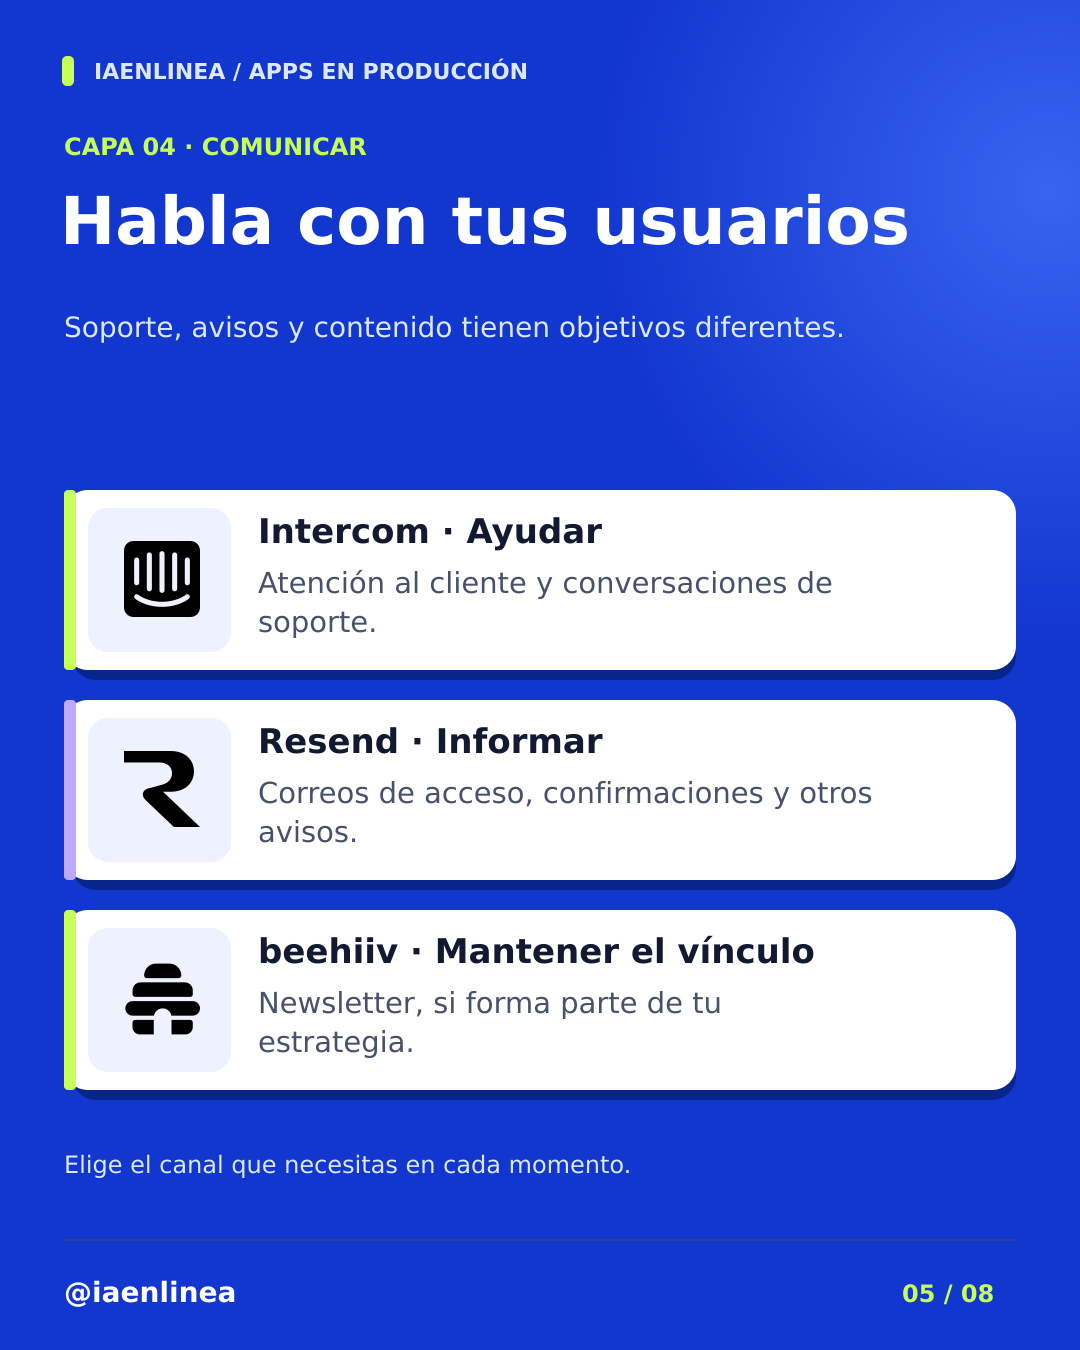 IAENLINEA / APPS EN PRODUCCIÓN
CAPA 04 · COMUNICAR
Habla con tus usuarios
Soporte, avisos y contenido tienen objetivos diferentes.
Intercom · Ayudar
Atención al cliente y conversaciones de
soporte.
Resend · Informar
Correos de acceso, confirmaciones y otros
avisos.
beehiiv · Mantener el vínculo
Newsletter, si forma parte de tu
estrategia.
Elige el canal que necesitas en cada momento.
@iaenlinea
05 / 08